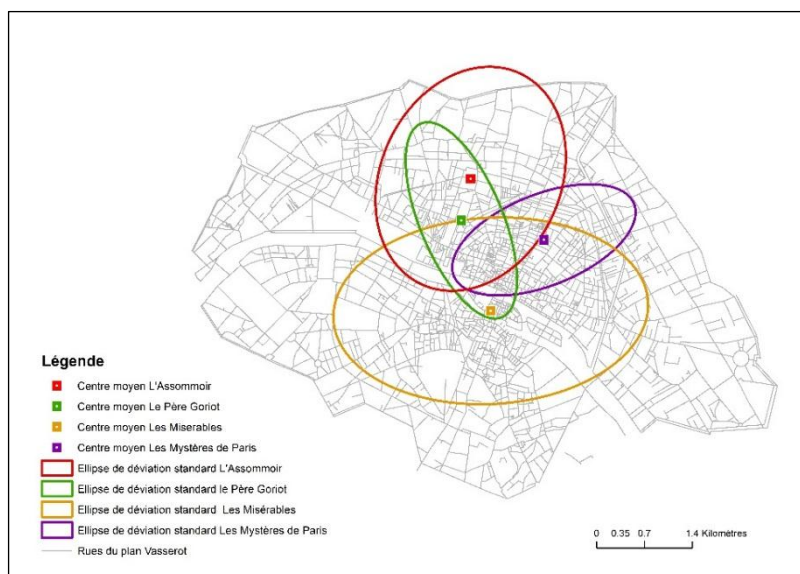 Légende
Centre moyen L'Assommoir
Centre moyen Le Père Goriot
Centre moyen Les Miserables
Centre moyen Les Mystères de Paris
Ellipse de déviation standard L'Assommoir
Ellipse de déviation standard le Père Goriot
Ellipse de déviation standard Les Misérables
Ellipse de déviation standard Les Mystères de Paris
Rues du plan Vasserot
0 0.35 0.7 1.4 Kilomètres